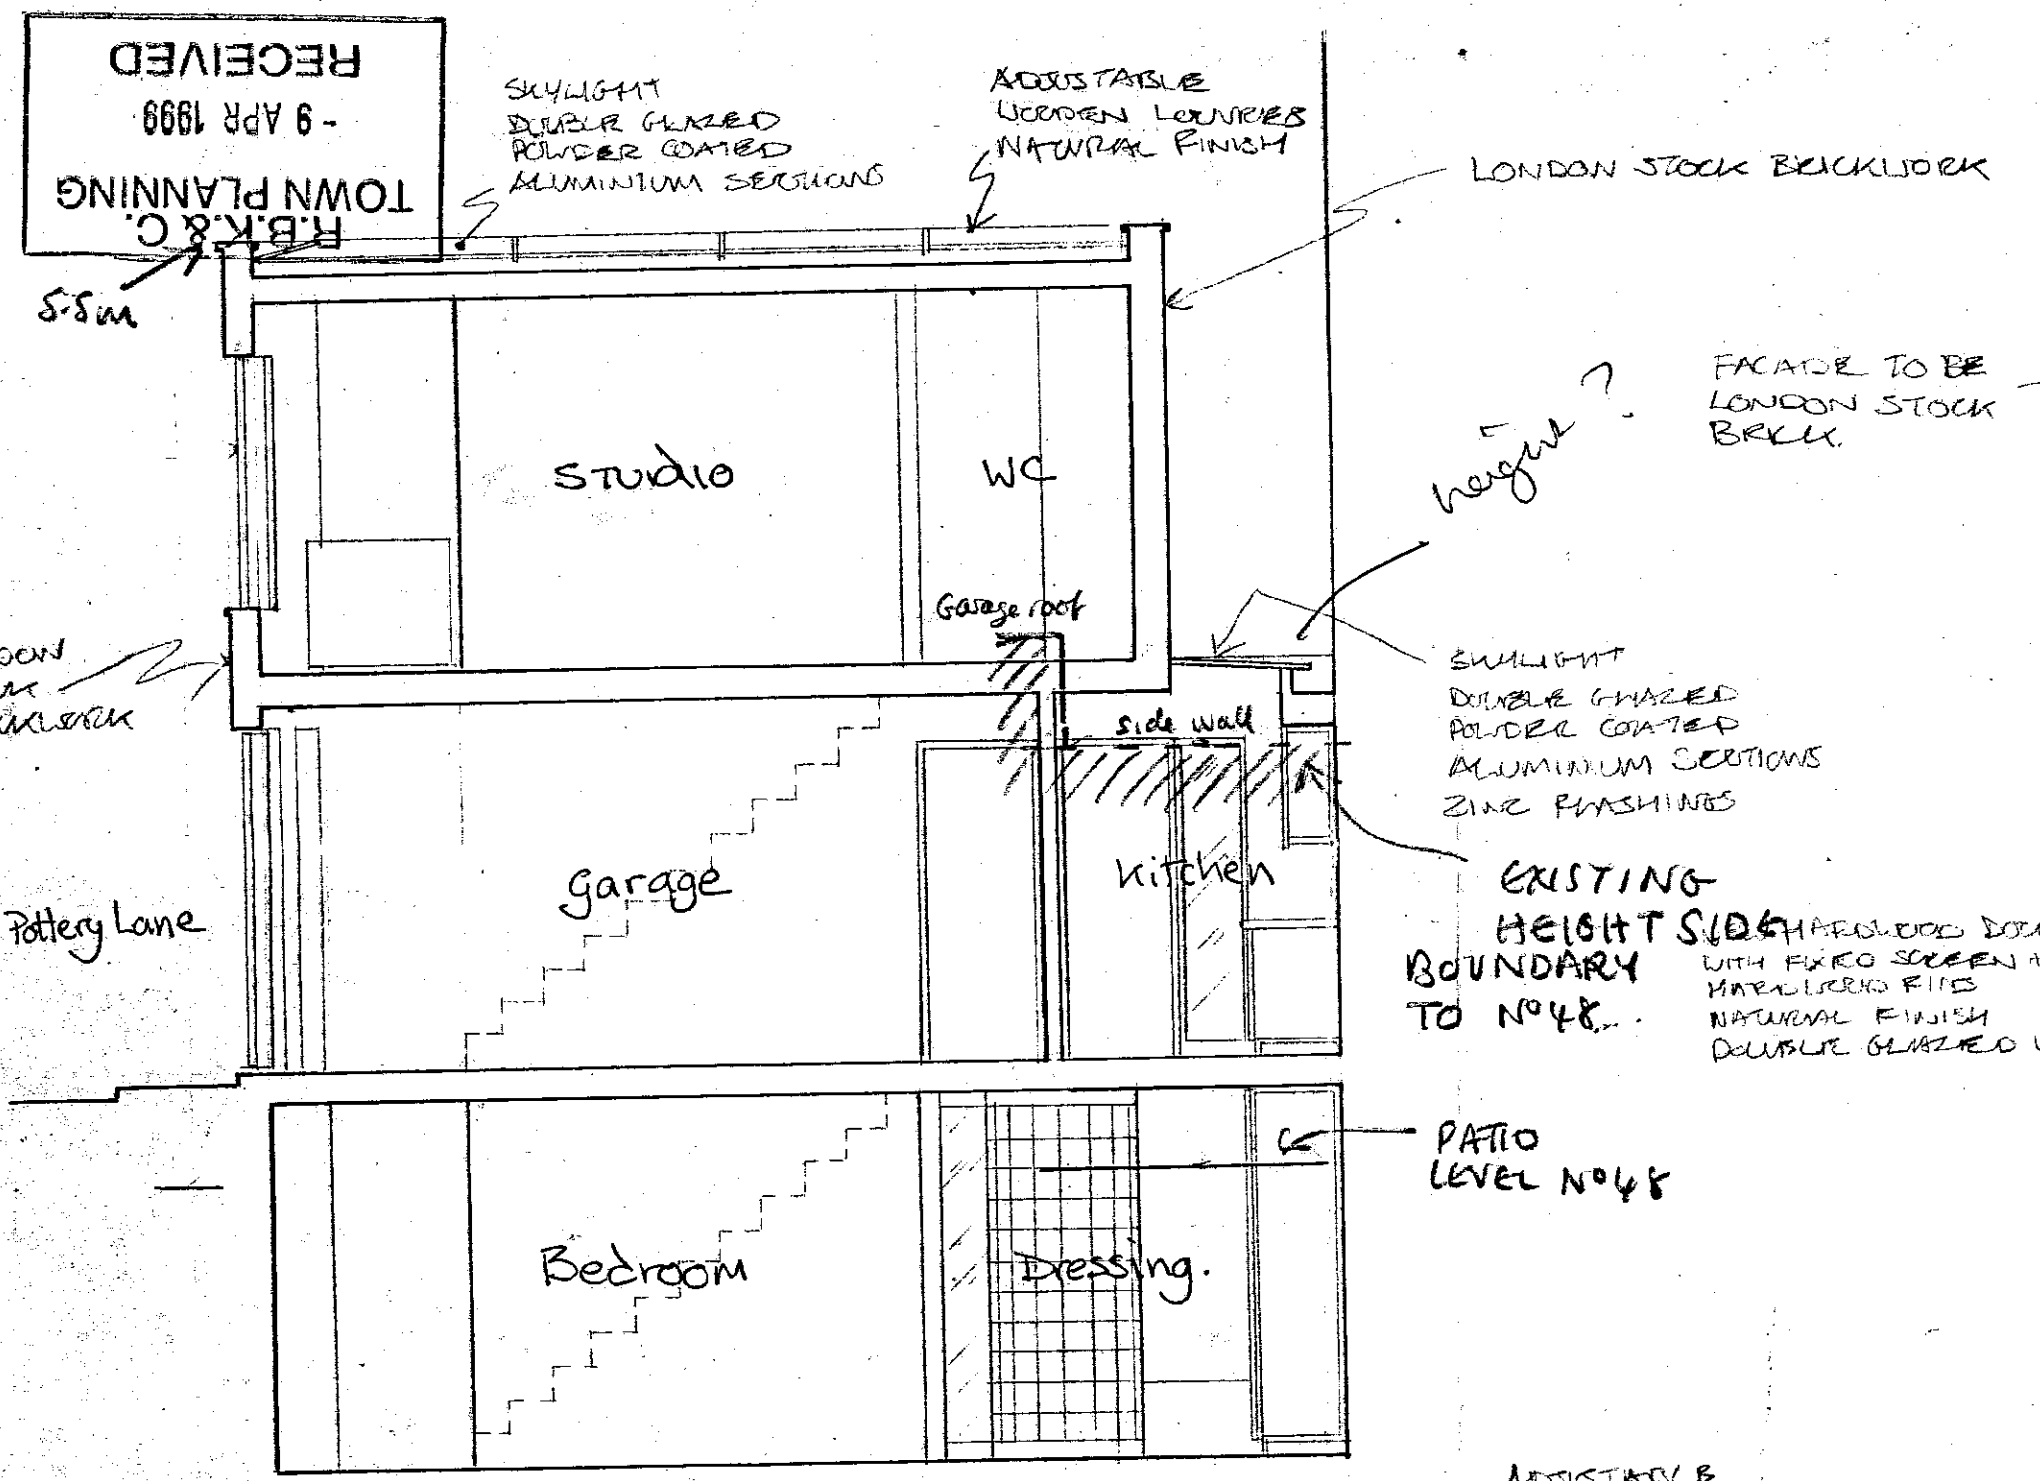 R.B.K.& C.
TOWN PLANNING
- 9 APR 1999
RECEIVED
SKYLIGHT
DOUBLE GLAZED
POWDER COATED
ALUMINIUM SECTIONS
ADJUSTABLE
WOODEN LOUVRES
NATURAL FINISH
LONDON STOCK BRICKWORK
5.5m
FACADE TO BE
LONDON STOCK
BRICK.
height?
STUDIO
WC
Garage roof
side wall
SKYLIGHT
DOUBLE GLAZED
POWDER COATED
ALUMINIUM SECTIONS
ZINC FLASHINGS
Garage
Kitchen
Pottery Lane
EXISTING
HEIGHT SIDE
BOUNDARY
TO Nº48
HARDWOOD
WITH FIXED SCREEN
NATURAL FINISH
DOUBLE GLAZED
PATIO
LEVEL Nº48
Bedroom
Dressing.